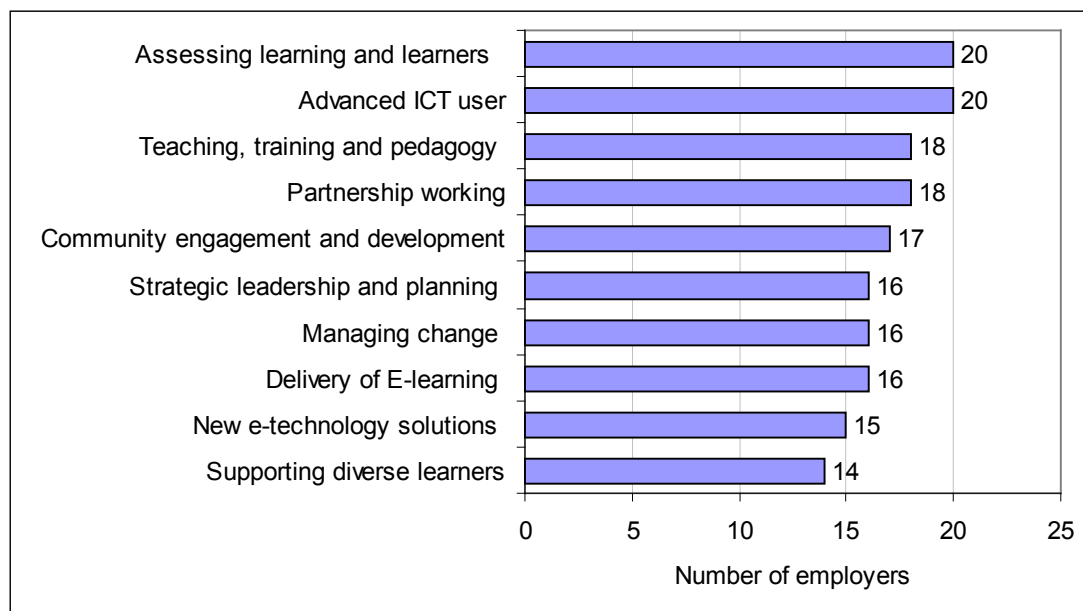 Assessing learning and learners 20
Advanced ICT user 20
Teaching, training and pedagogy 18
Partnership working 18
Community engagement and development 17
Strategic leadership and planning 16
Managing change 16
Delivery of E-learning 16
New e-technology solutions 15
Supporting diverse learners 14
0 5 10 15 20 25
Number of employers